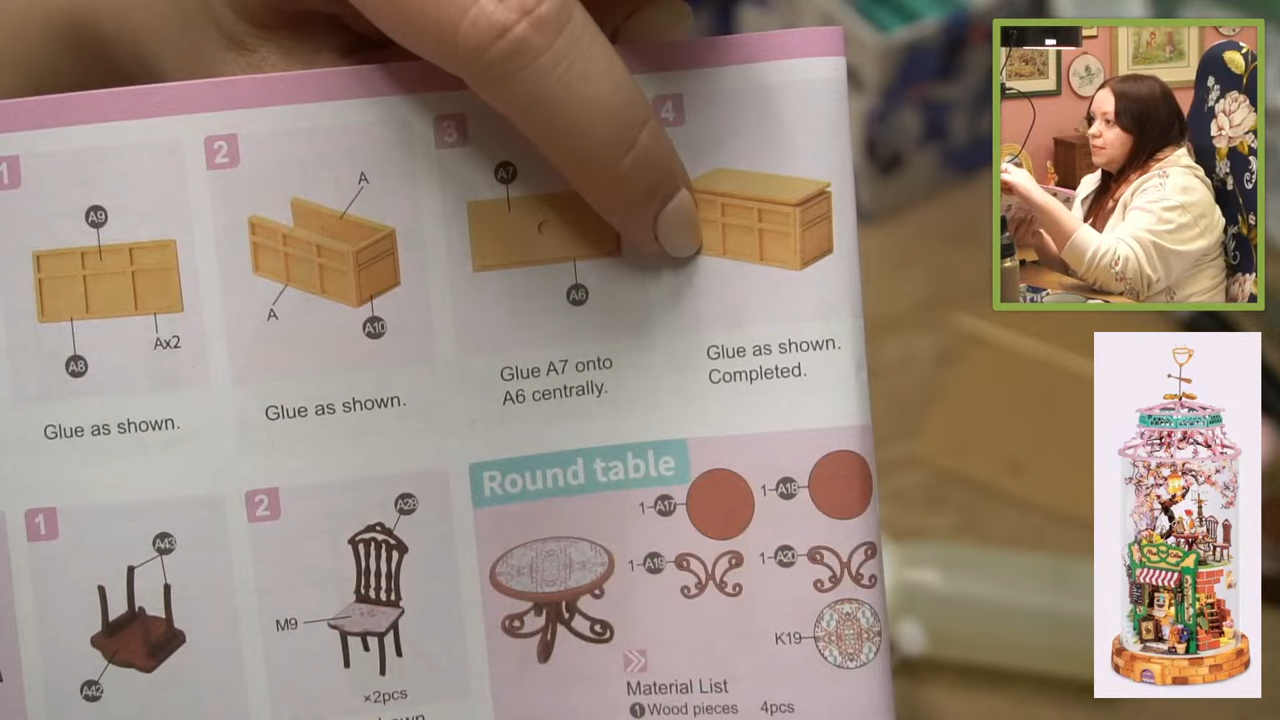 1
2
3
4
A9
A
A7
A8
Ax2
A
A10
A6
Glue as shown.
Glue as shown.
Glue A7 onto
A6 centrally.
Glue as shown.
Completed.
1
A43
A42
2
A28
M9
×2pcs
Round table
1-A17
1-A18
1-A19
1-A20
K19
Material List
1 Wood pieces 4pcs